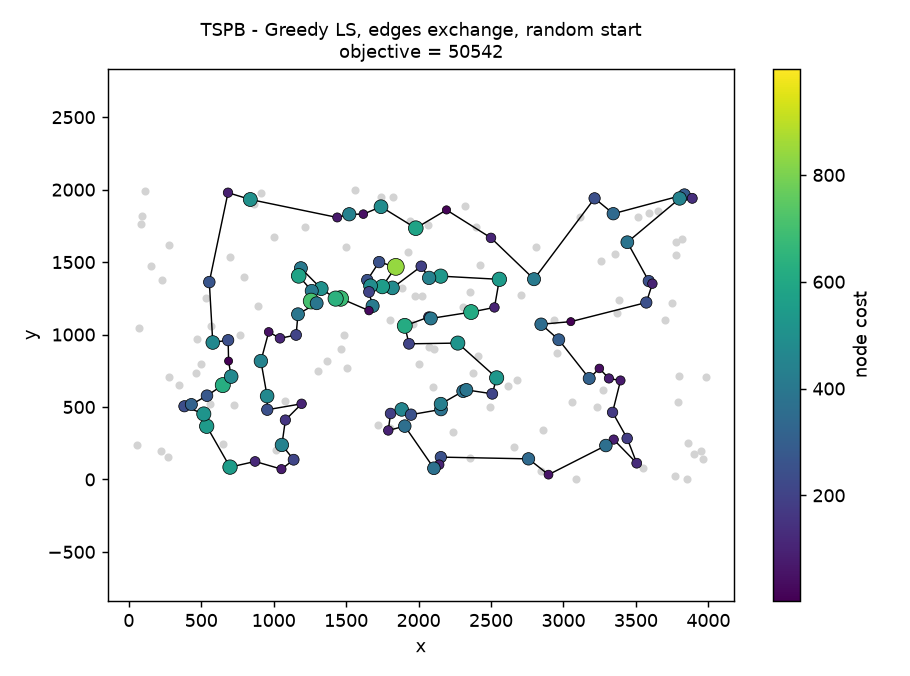 TSPB - Greedy LS, edges exchange, random start
objective = 50542
2500
2000
1500
1000
500
0
−500
y
0 500 1000 1500 2000 2500 3000 3500 4000
x
800
600
400
200
node cost